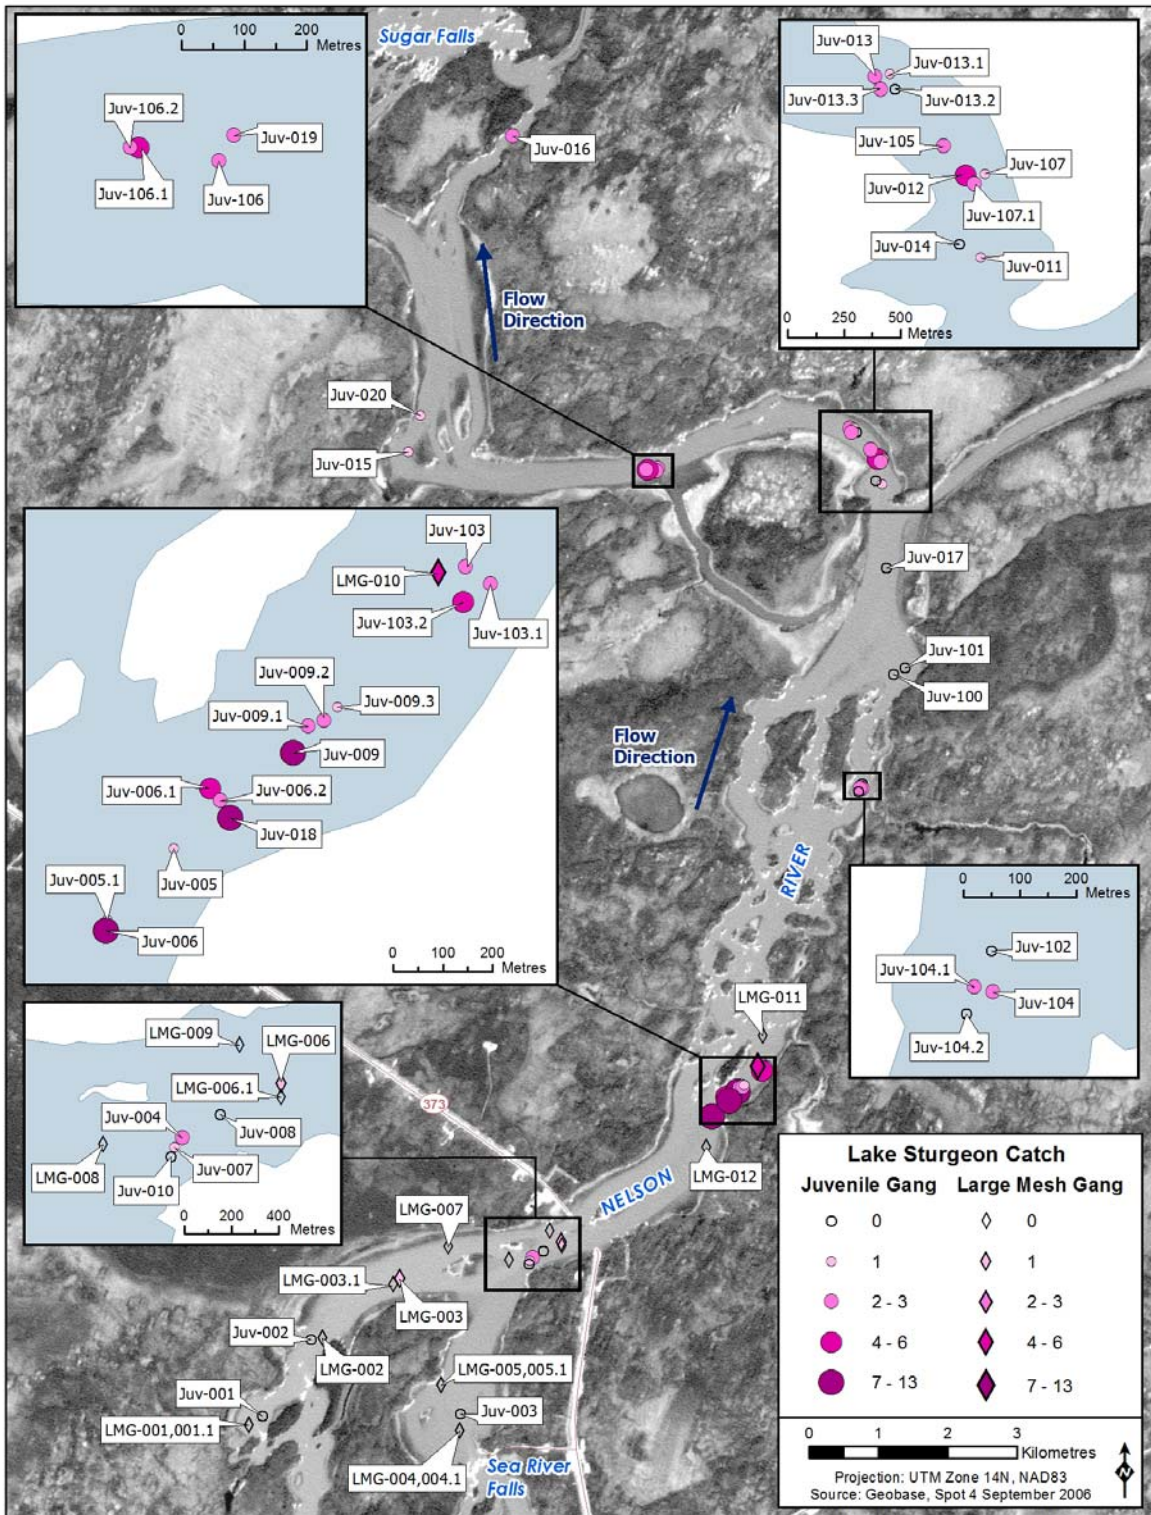 0 100 200
Metres
Juv-106.2
Juv-019
Juv-106.1
Juv-106
Sugar Falls
Juv-016
Juv-013
Juv-013.1
Juv-013.3
Juv-013.2
Juv-105
Juv-107
Juv-012
Juv-107.1
Juv-014
Juv-011
0 250 500
Metres
Flow
Direction
Juv-020
Juv-015
Juv-017
Juv-101
Juv-100
Flow
Direction
Juv-103
LMG-010
Juv-103.2
Juv-103.1
Juv-009.2
Juv-009.3
Juv-009.1
Juv-009
Juv-006.1
Juv-006.2
Juv-018
Juv-005.1
Juv-005
Juv-006
0 200
Metres
RIVER
0 100 200
Metres
Juv-102
Juv-104.1
Juv-104
Juv-104.2
LMG-009
LMG-006
LMG-006.1
Juv-004
Juv-008
LMG-008
Juv-007
Juv-010
0 200 400
Metres
373
LMG-011
LMG-012
NELSON
LMG-007
LMG-003.1
LMG-003
Juv-002
LMG-002
LMG-005,005.1
Juv-001
Juv-003
LMG-001,001.1
LMG-004,004.1
Sea River
Falls
Lake Sturgeon Catch
Juvenile Gang Large Mesh Gang
0 0
1 1
2 - 3 2 - 3
4 - 6 4 - 6
7 - 13 7 - 13
0 1 2 3
Kilometres
N
Projection: UTM Zone 14N, NAD83
Source: Geobase, Spot 4 September 2006